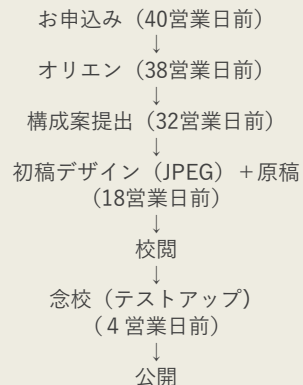 お申込み（40営業日前）
↓
オリエン（38営業日前）
↓
構成案提出（32営業日前）
↓
初稿デザイン（JPEG）＋原稿
（18営業日前）
↓
校閲
↓
念校（テストアップ）
（４営業日前）
↓
公開